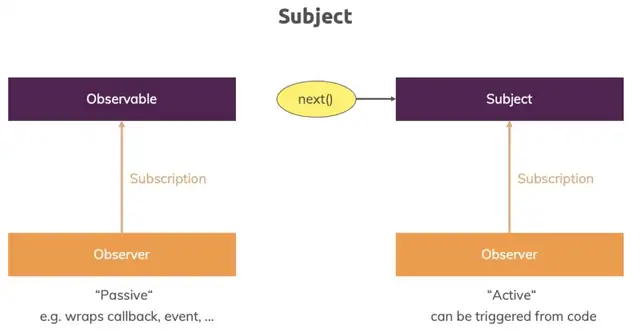 Subject
Observable
next()
Subject
Subscription
Subscription
Observer
Observer
“Passive“
e.g. wraps callback, event, ...
“Active“
can be triggered from code